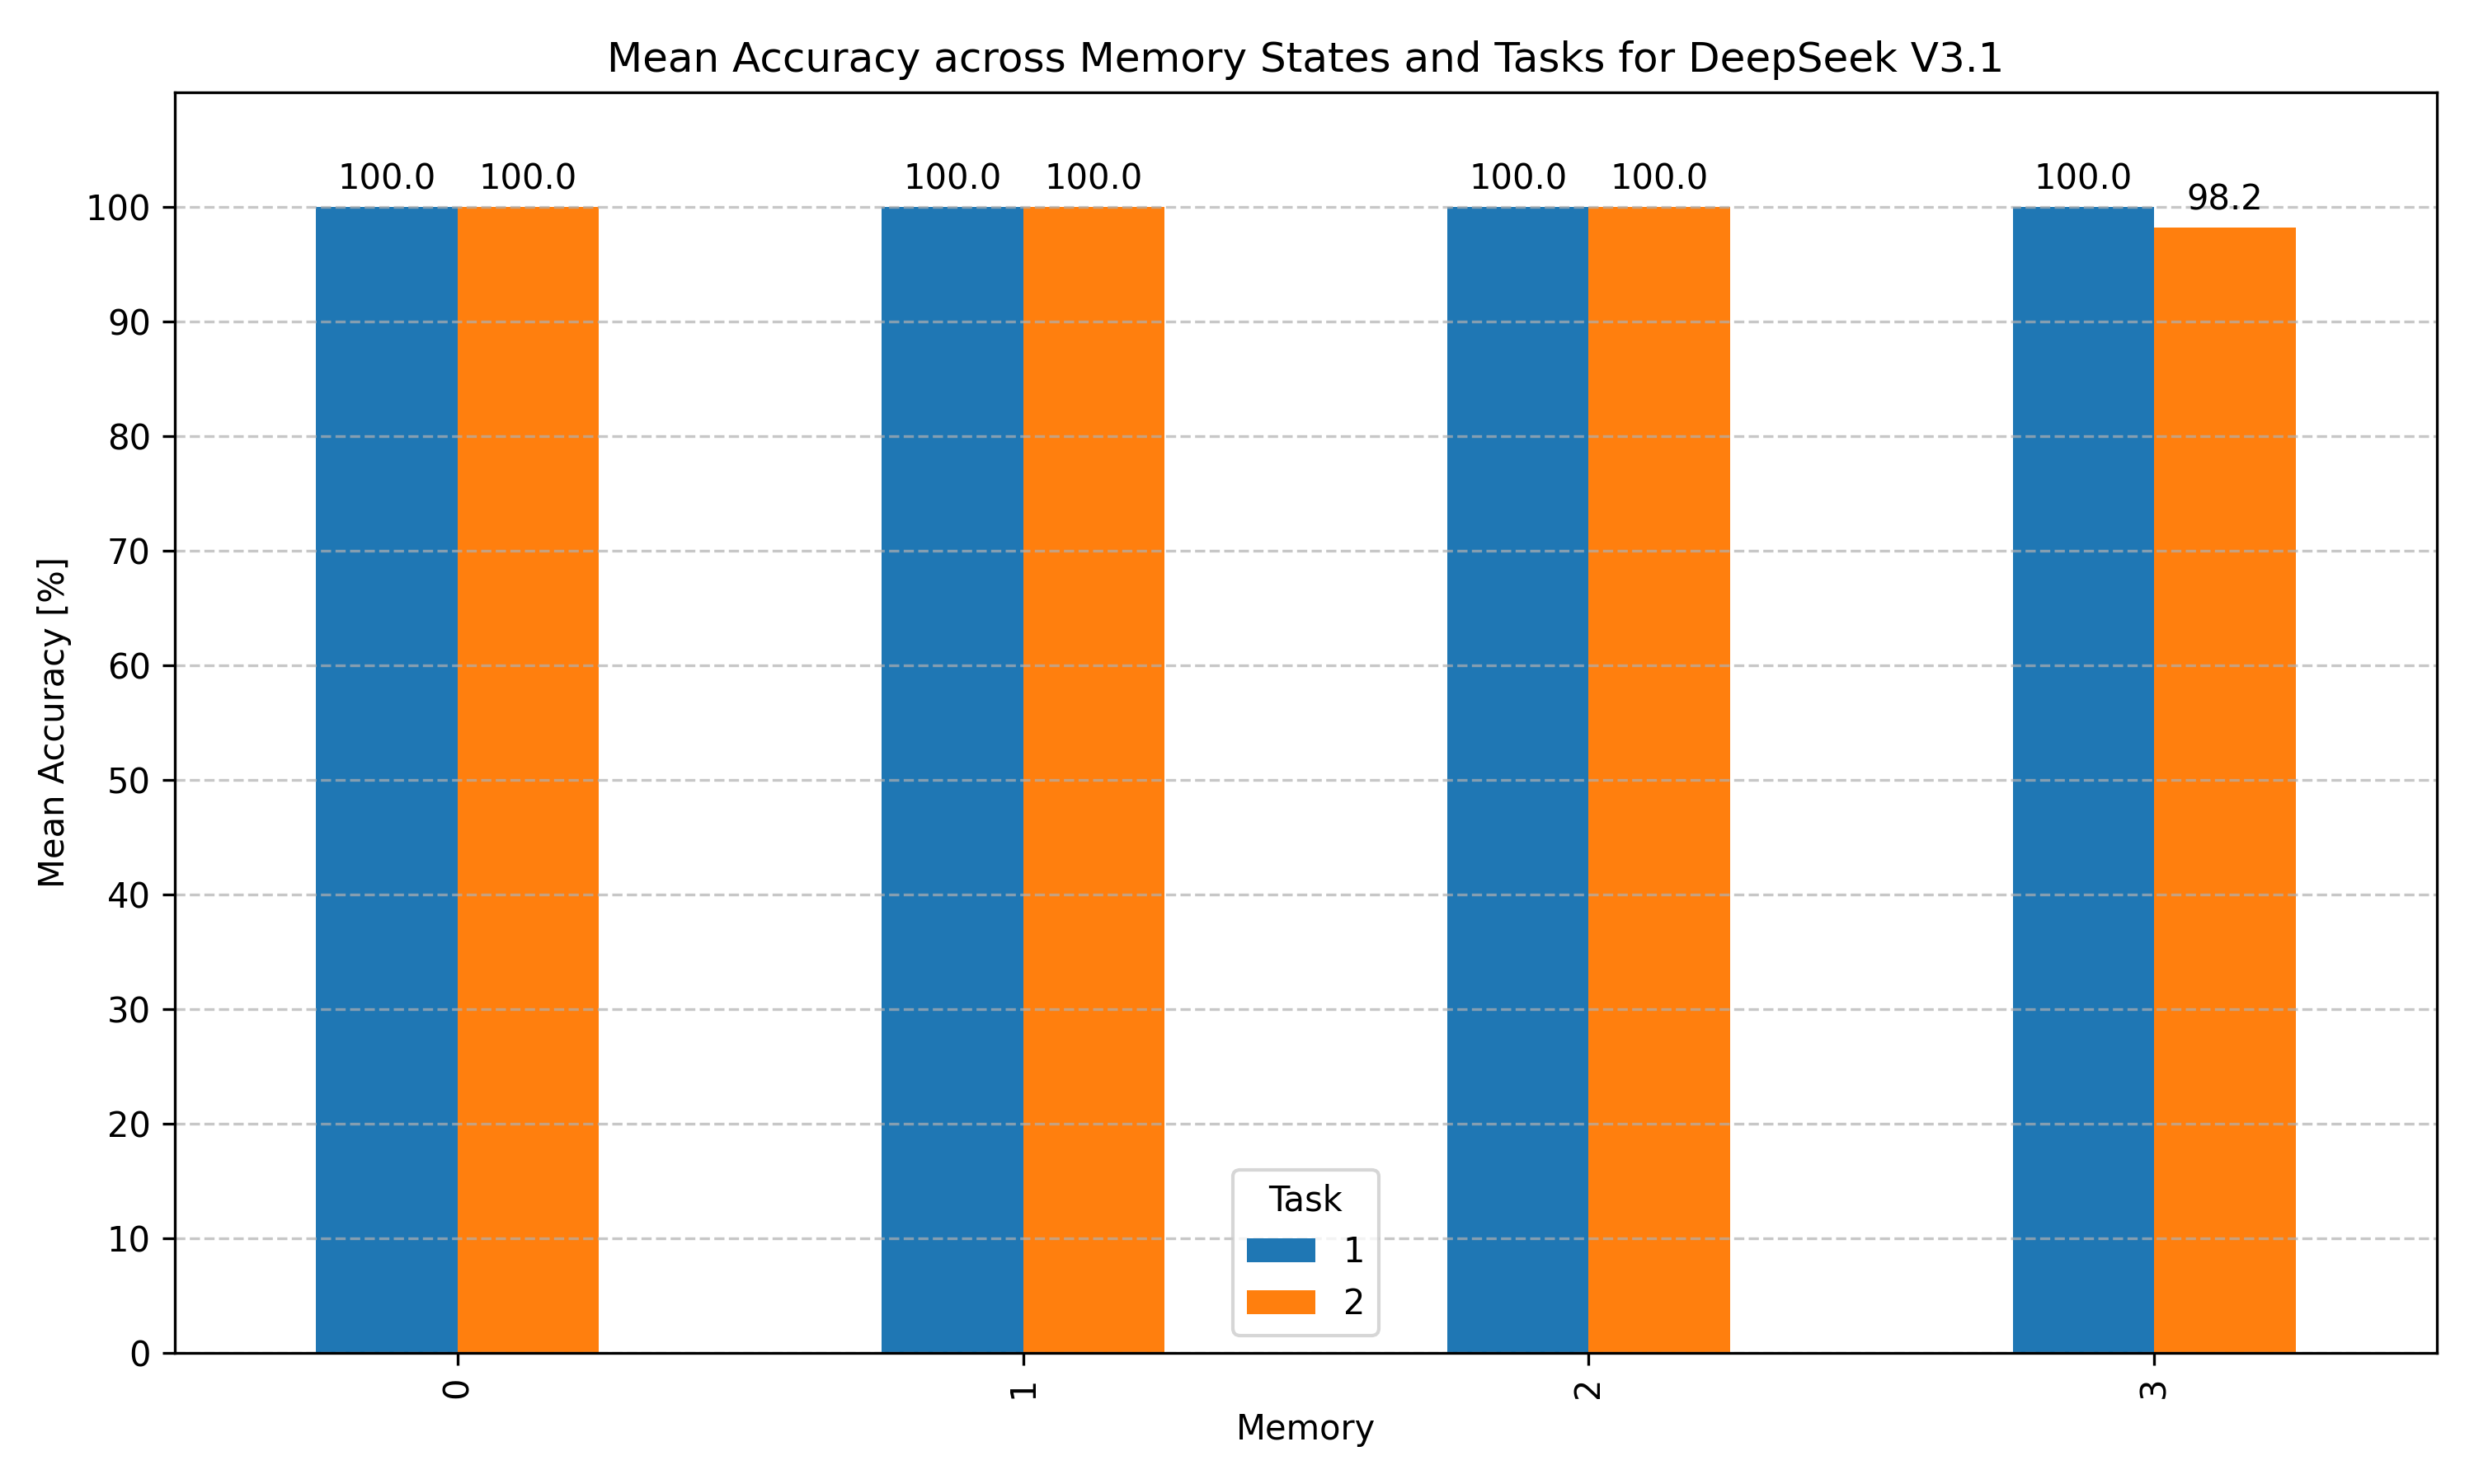 Mean Accuracy across Memory States and Tasks for DeepSeek V3.1
100.0 100.0 100.0 100.0 100.0 100.0 100.0 98.2
100
90
80
70
60
50
40
30
20
10
0
Mean Accuracy [%]
Task
1
2
0 1 2 3
Memory